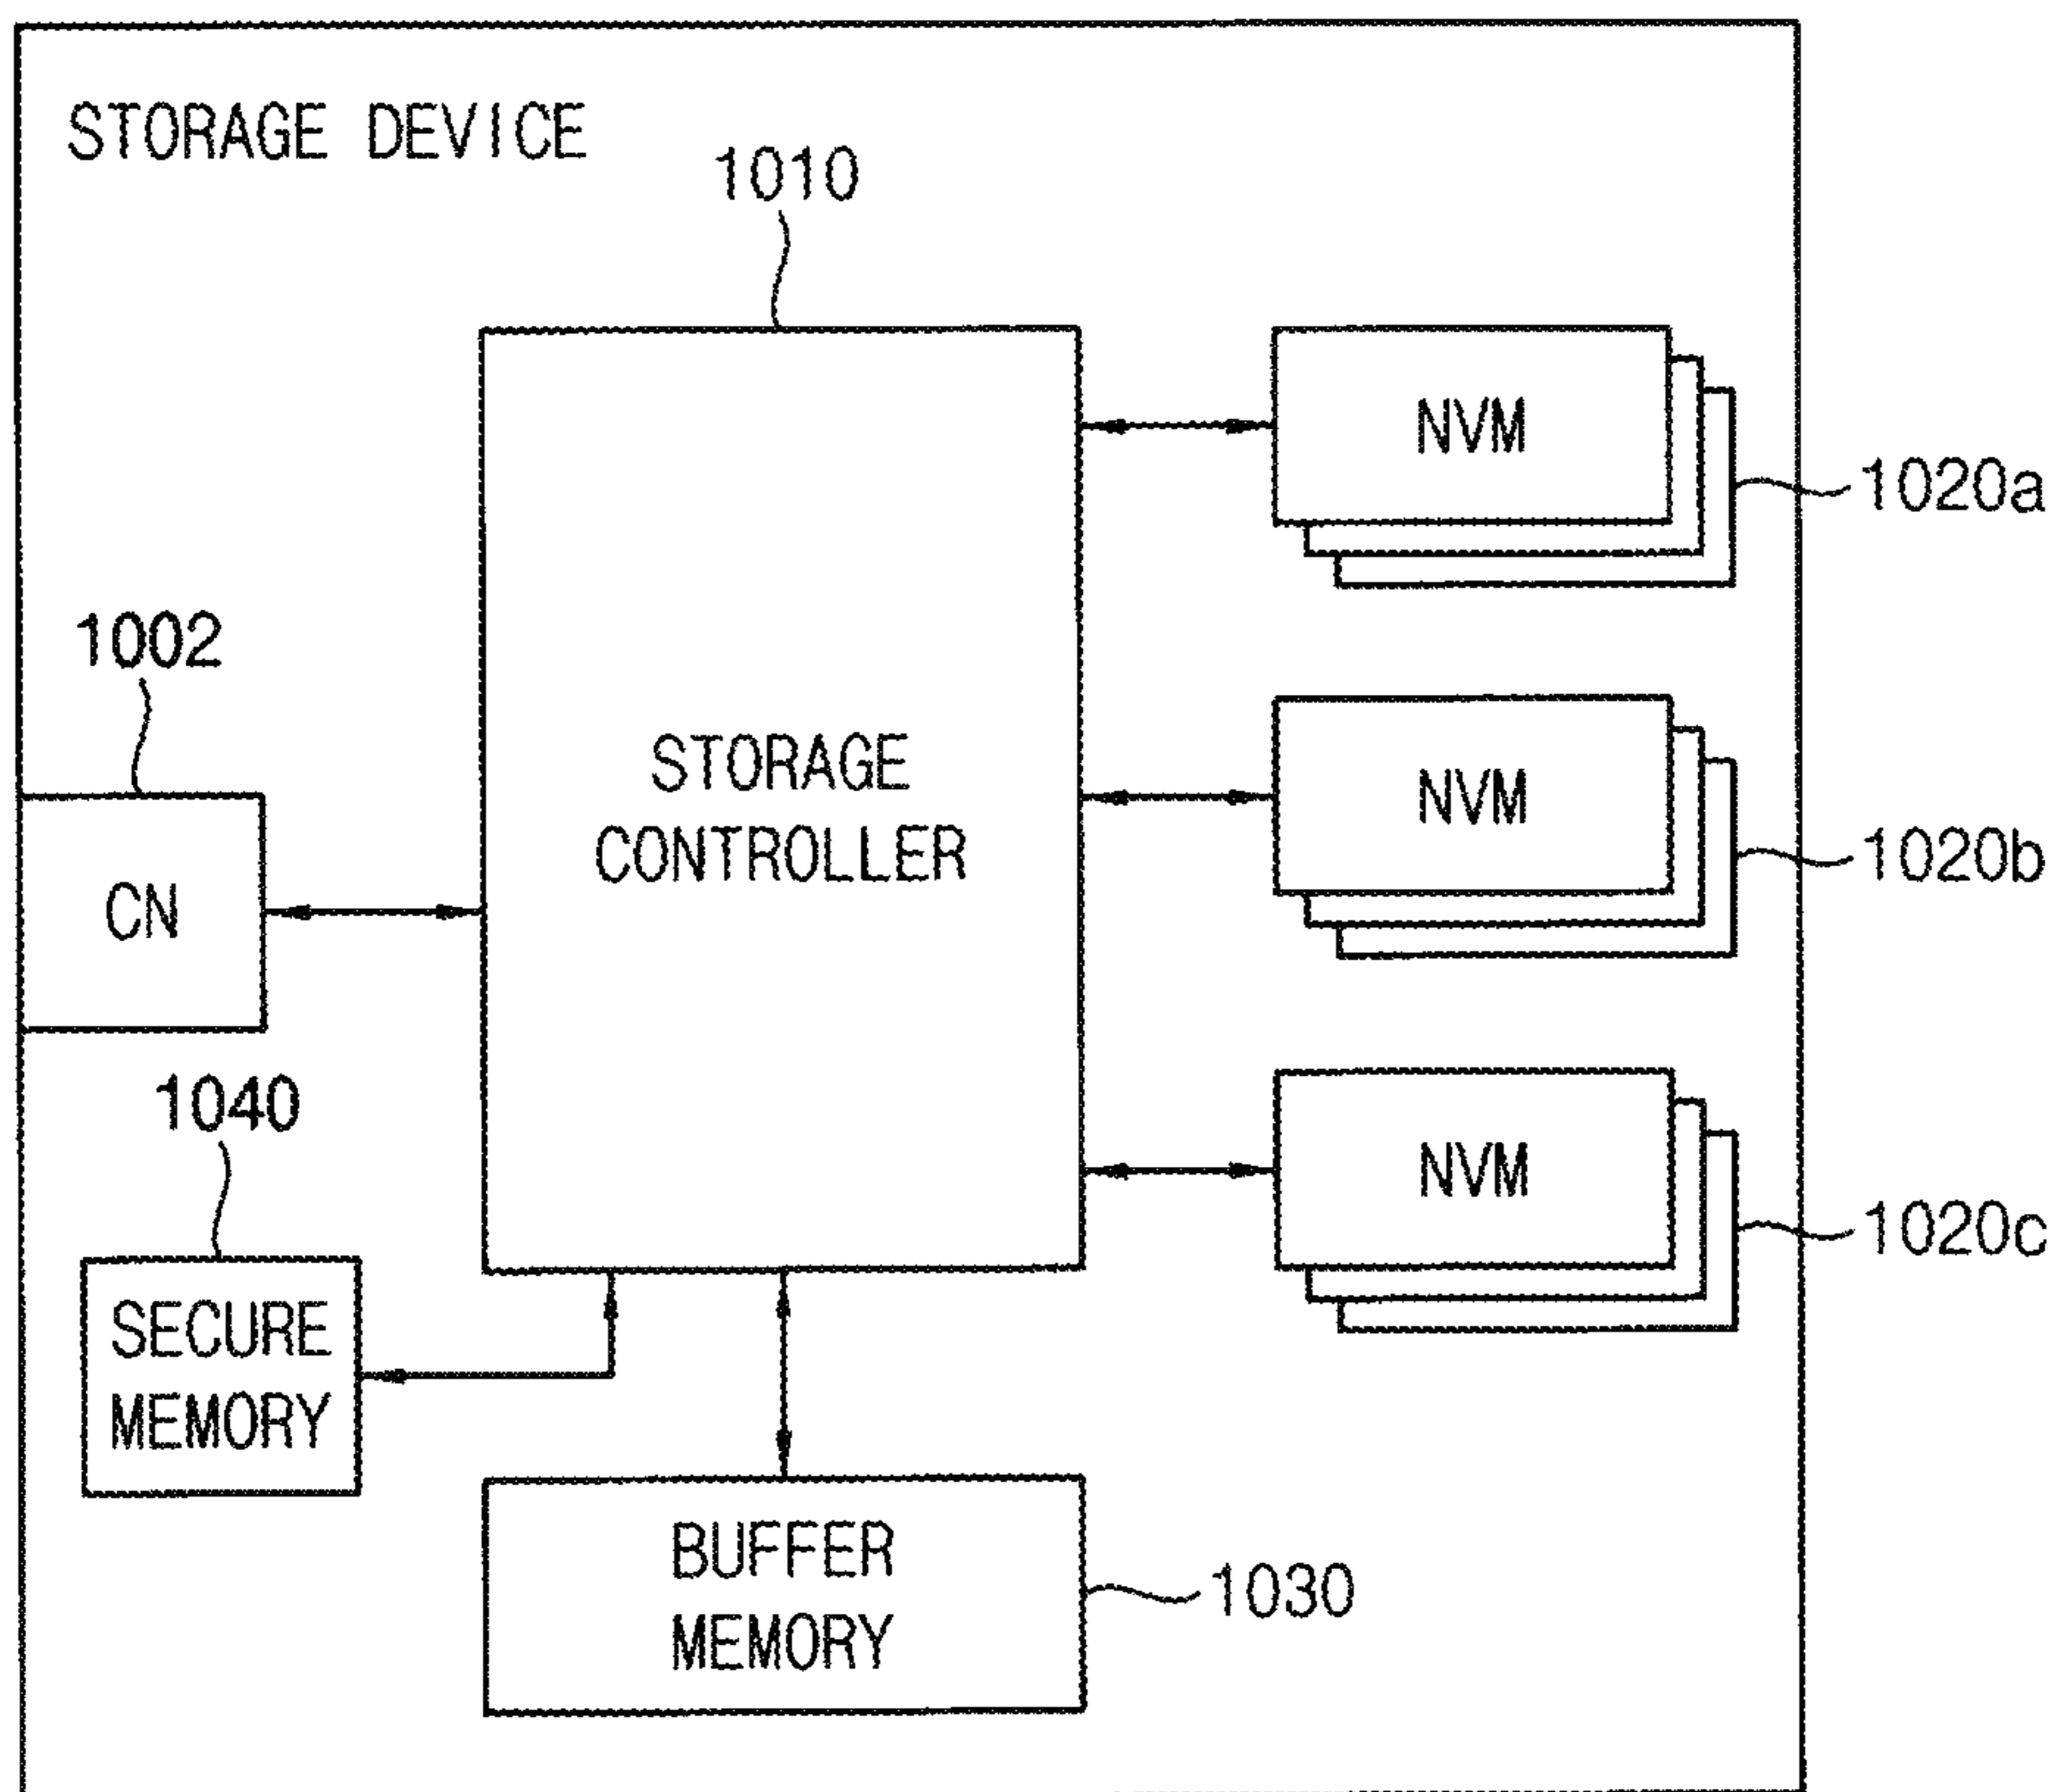 STORAGE DEVICE
1010
NVM
1020a
1002
STORAGE
CONTROLLER
NVM
1020b
CN
1040
NVM
1020c
SECURE
MEMORY
BUFFER
MEMORY
1030